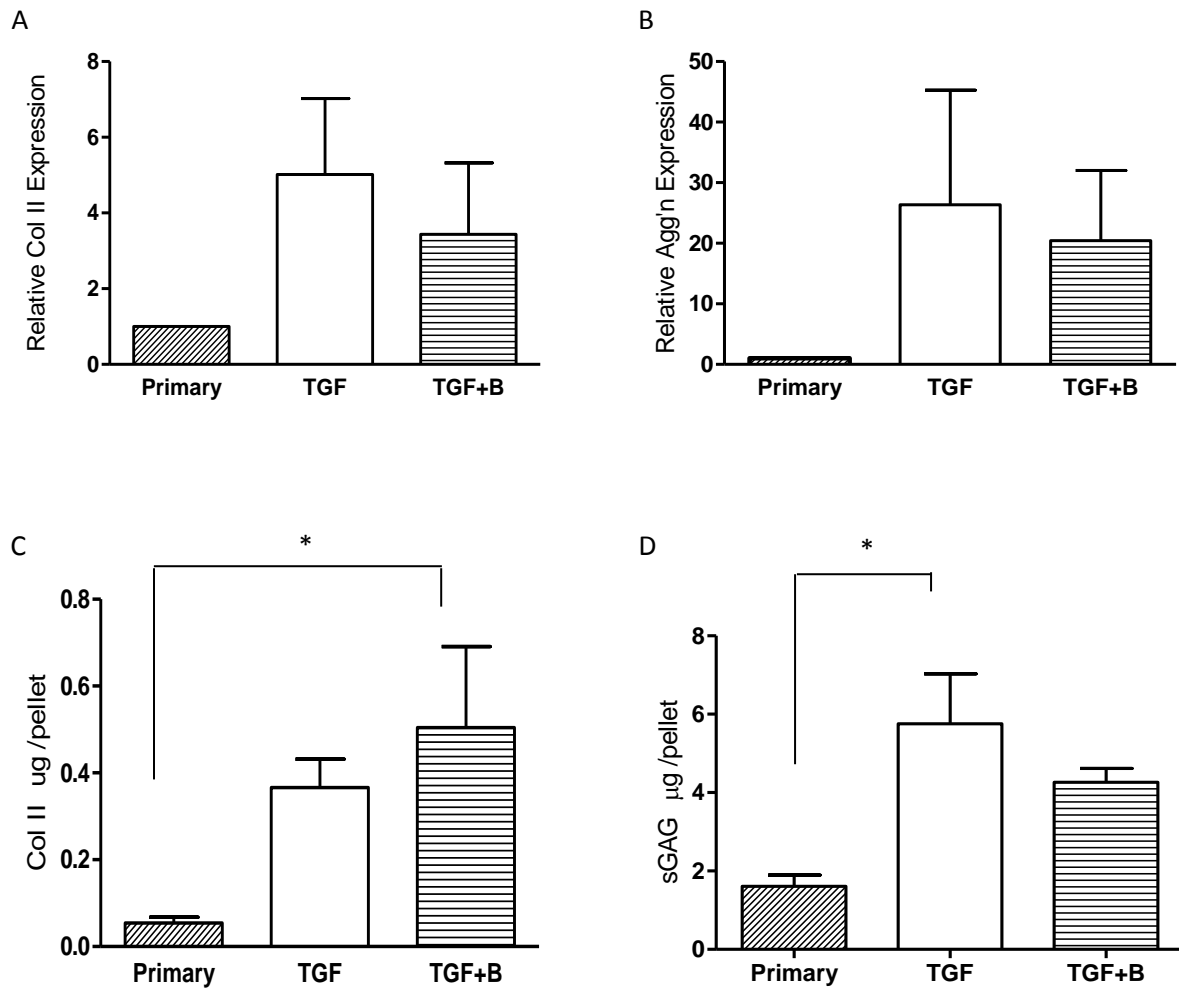 A
Relative Col II Expression
8
6
4
2
0
Primary TGF TGF+B
B
Relative Agg'n Expression
50
40
30
20
10
0
Primary TGF TGF+B
C
*
Col II ug /pellet
0.8
0.6
0.4
0.2
0.0
Primary TGF TGF+B
D
*
sGAG μg /pellet
8
6
4
2
0
Primary TGF TGF+B